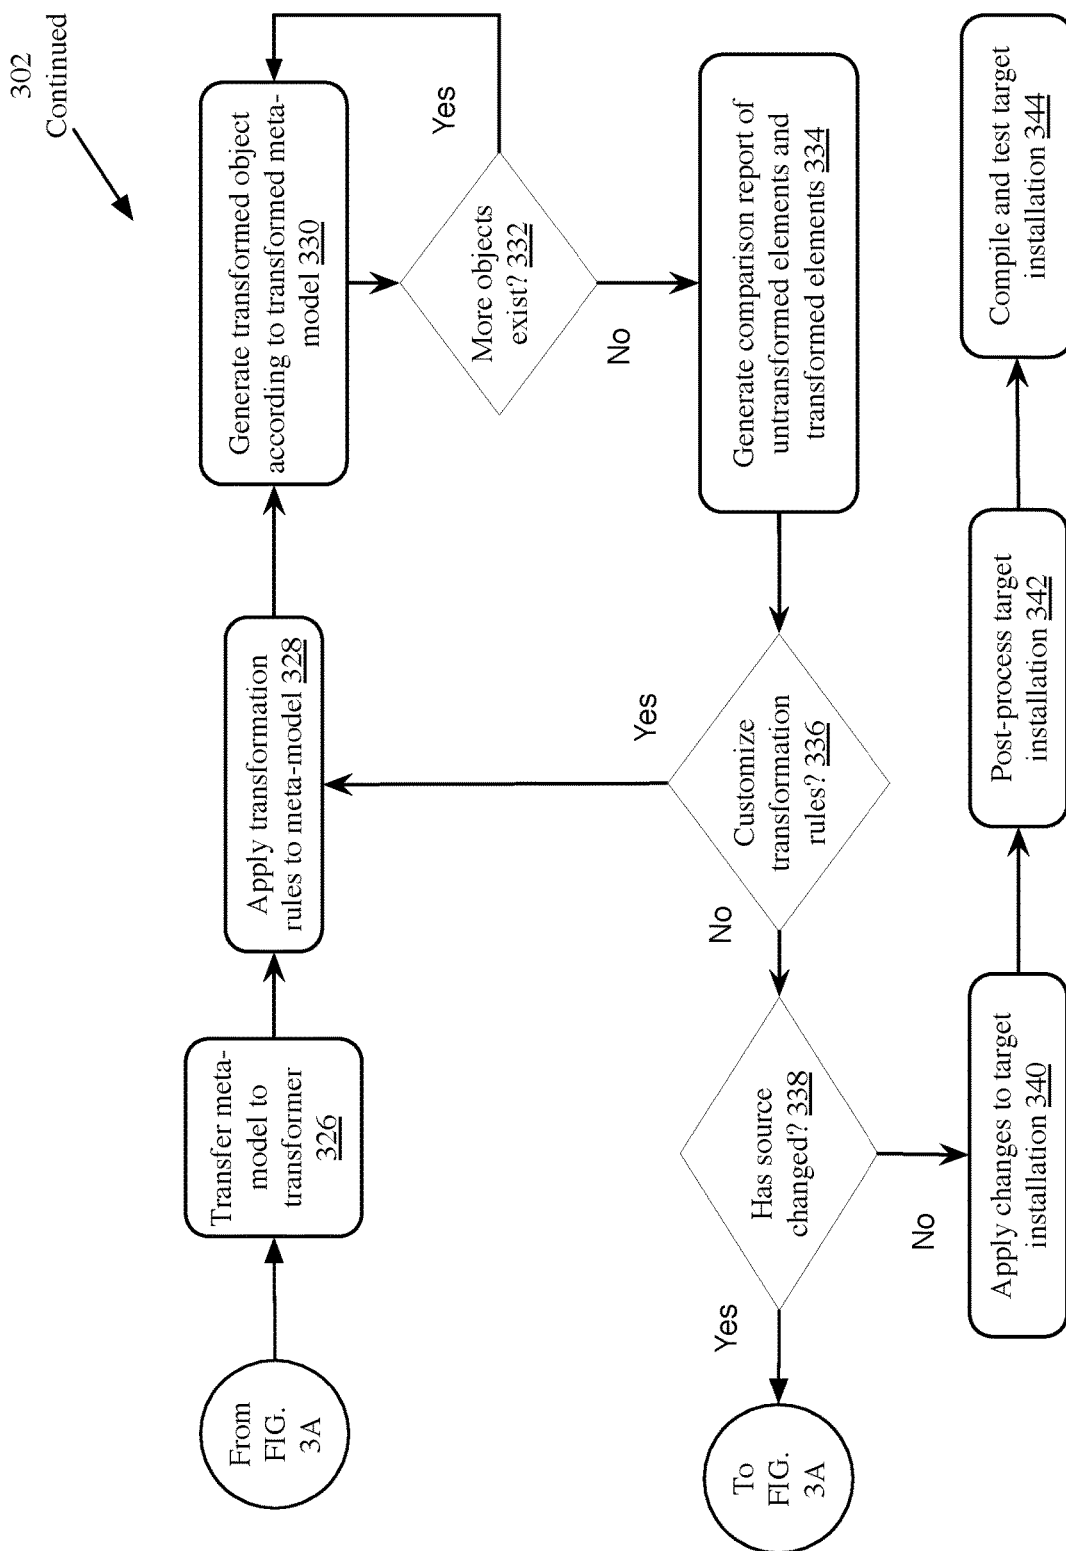 302
Continued
From
FIG.
3A
Transfer meta-
model to
transformer
326
Apply transformation
rules to meta-model 328
Generate transformed object
according to transformed meta-
model 330
Yes
More objects
exist? 332
No
Generate comparison report of
untransformed elements and
transformed elements 334
Yes
Customize
transformation
rules? 336
No
Has source
changed? 338
Yes
To
FIG.
3A
No
Apply changes to target
installation 340
Post-process target
installation 342
Compile and test target
installation 344